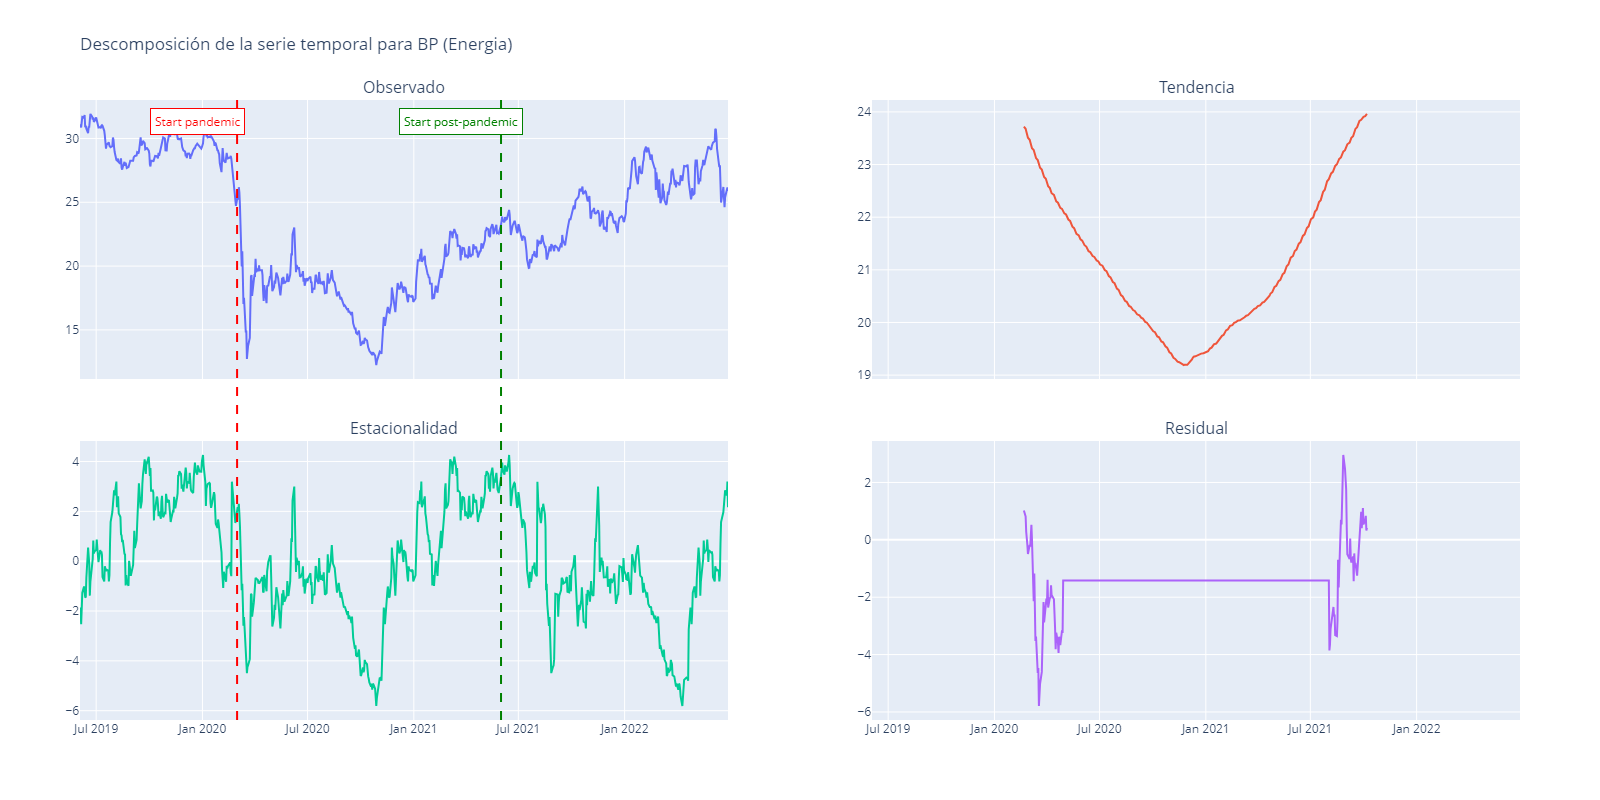 Descomposición de la serie temporal para BP (Energia)
Observado
Start pandemic
Start post-pandemic
30
25
20
15
Tendencia
24
23
22
21
20
19
Estacionalidad
4
2
0
−2
−4
−6
Jul 2019 Jan 2020 Jul 2020 Jan 2021 Jul 2021 Jan 2022
Residual
2
0
−2
−4
−6
Jul 2019 Jan 2020 Jul 2020 Jan 2021 Jul 2021 Jan 2022